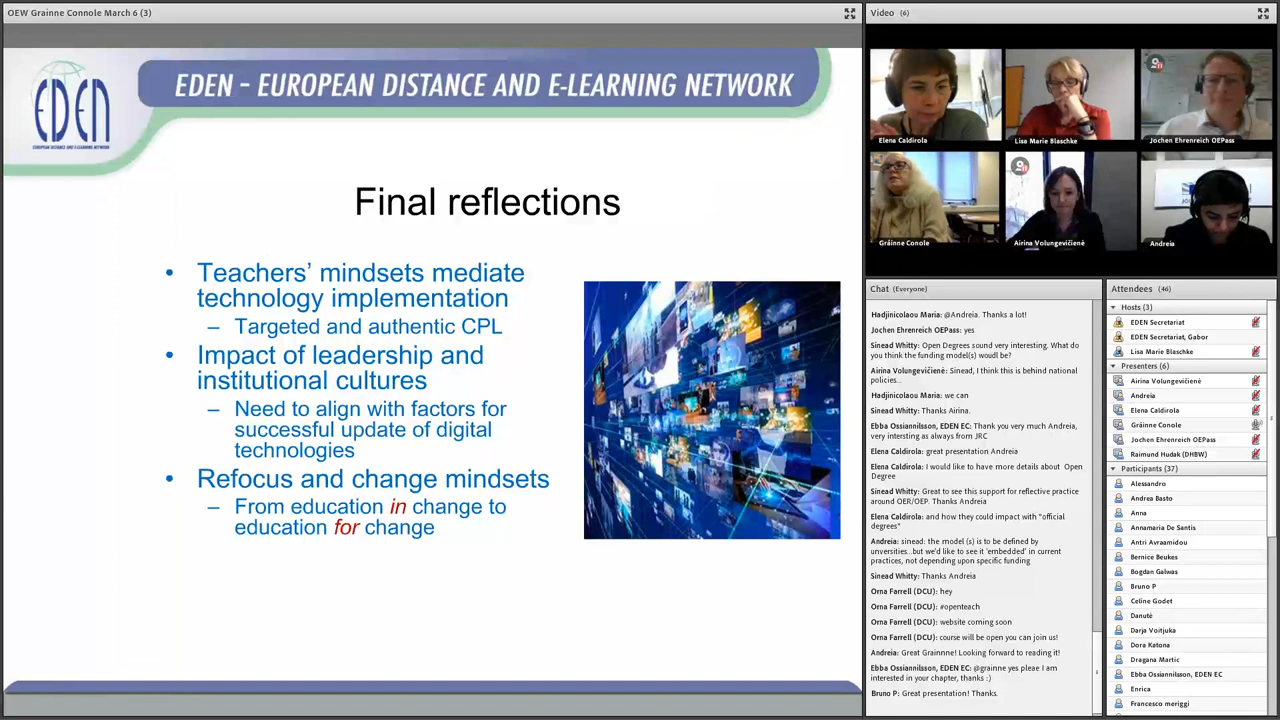 OEW Grainne Connole March 6 (3)
EDEN
EUROPEAN DISTANCE AND E-LEARNING NETWORK
EDEN – EUROPEAN DISTANCE AND E-LEARNING NETWORK
Final reflections
• Teachers’ mindsets mediate
technology implementation
– Targeted and authentic CPL
• Impact of leadership and
institutional cultures
– Need to align with factors for
successful update of digital
technologies
• Refocus and change mindsets
– From education in change to
education for change
Video (6)
Elena Caldirola
Lisa Marie Blaschke
Jochen Ehrenreich OEPass
Gráinne Conole
Airina Volungevičienė
Andreia
Chat (Everyone)
Hadjinicolaou Maria: @Andreia. Thanks a lot!
Jochen Ehrenreich OEPass: yes
Sinead Whitty: Open Degrees sound very interesting. What do
you think the funding model(s) woudl be?
Airina Volungevičienė: Sinead, I think this is behind national
policies...
Hadjinicolaou Maria: we can
Sinead Whitty: Thanks Airina.
Ebba Ossiannilsson, EDEN EC: Thank you very much Andreia,
very intersting as always from JRC
Elena Caldirola: great presentation Andreia
Elena Caldirola: I would like to have more details about Open
Degree
Sinead Whitty: Great to see this support for reflective practice
around OER/OEP. Thanks Andreia
Elena Caldirola: and how they could impact with "official
degrees"
Andreia: sinead: the model (s) is to be defined by
unversities...but we'd like to see it 'embedded' in current
practices, not depending upon specific funding
Sinead Whitty: Thanks Andreia
Orna Farrell (DCU): hey
Orna Farrell (DCU): #openteach
Orna Farrell (DCU): website coming soon
Orna Farrell (DCU): course will be open you can join us!
Andreia: Great Grainnne! Looking forward to reading it!
Ebba Ossiannilsson, EDEN EC: @grainne yes pleae I am
interested in your chapter, thanks :)
Bruno P: Great presentation! Thanks.
Attendees (46)
Hosts (3)
EDEN Secretariat
EDEN Secretariat, Gabor
Lisa Marie Blaschke
Presenters (6)
Airina Volungevičienė
Andreia
Elena Caldirola
Gráinne Conole
Jochen Ehrenreich OEPass
Raimund Hudak (DHBW)
Participants (37)
Alessandro
Andrea Basto
Anna
Annamaria De Santis
Antri Avraamidou
Bernice Beukes
Bogdan Galwas
Bruno P
Celine Godet
Danutė
Darja Voitjuka
Dora Katona
Dragana Martic
Ebba Ossiannilsson, EDEN EC
Enrica
Francesco meriggi